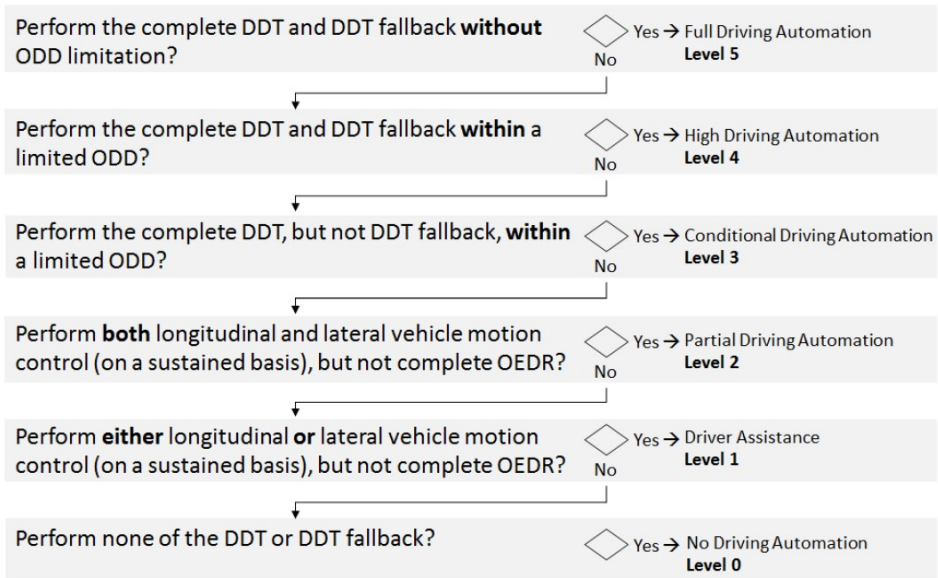 Perform the complete DDT and DDT fallback without
ODD limitation?
Yes → Full Driving Automation
Level 5
No
Perform the complete DDT and DDT fallback within a
limited ODD?
Yes → High Driving Automation
Level 4
No
Perform the complete DDT, but not DDT fallback, within
a limited ODD?
Yes → Conditional Driving Automation
Level 3
No
Perform both longitudinal and lateral vehicle motion
control (on a sustained basis), but not complete OEDR?
Yes → Partial Driving Automation
Level 2
No
Perform either longitudinal or lateral vehicle motion
control (on a sustained basis), but not complete OEDR?
Yes → Driver Assistance
Level 1
No
Perform none of the DDT or DDT fallback?
Yes → No Driving Automation
Level 0